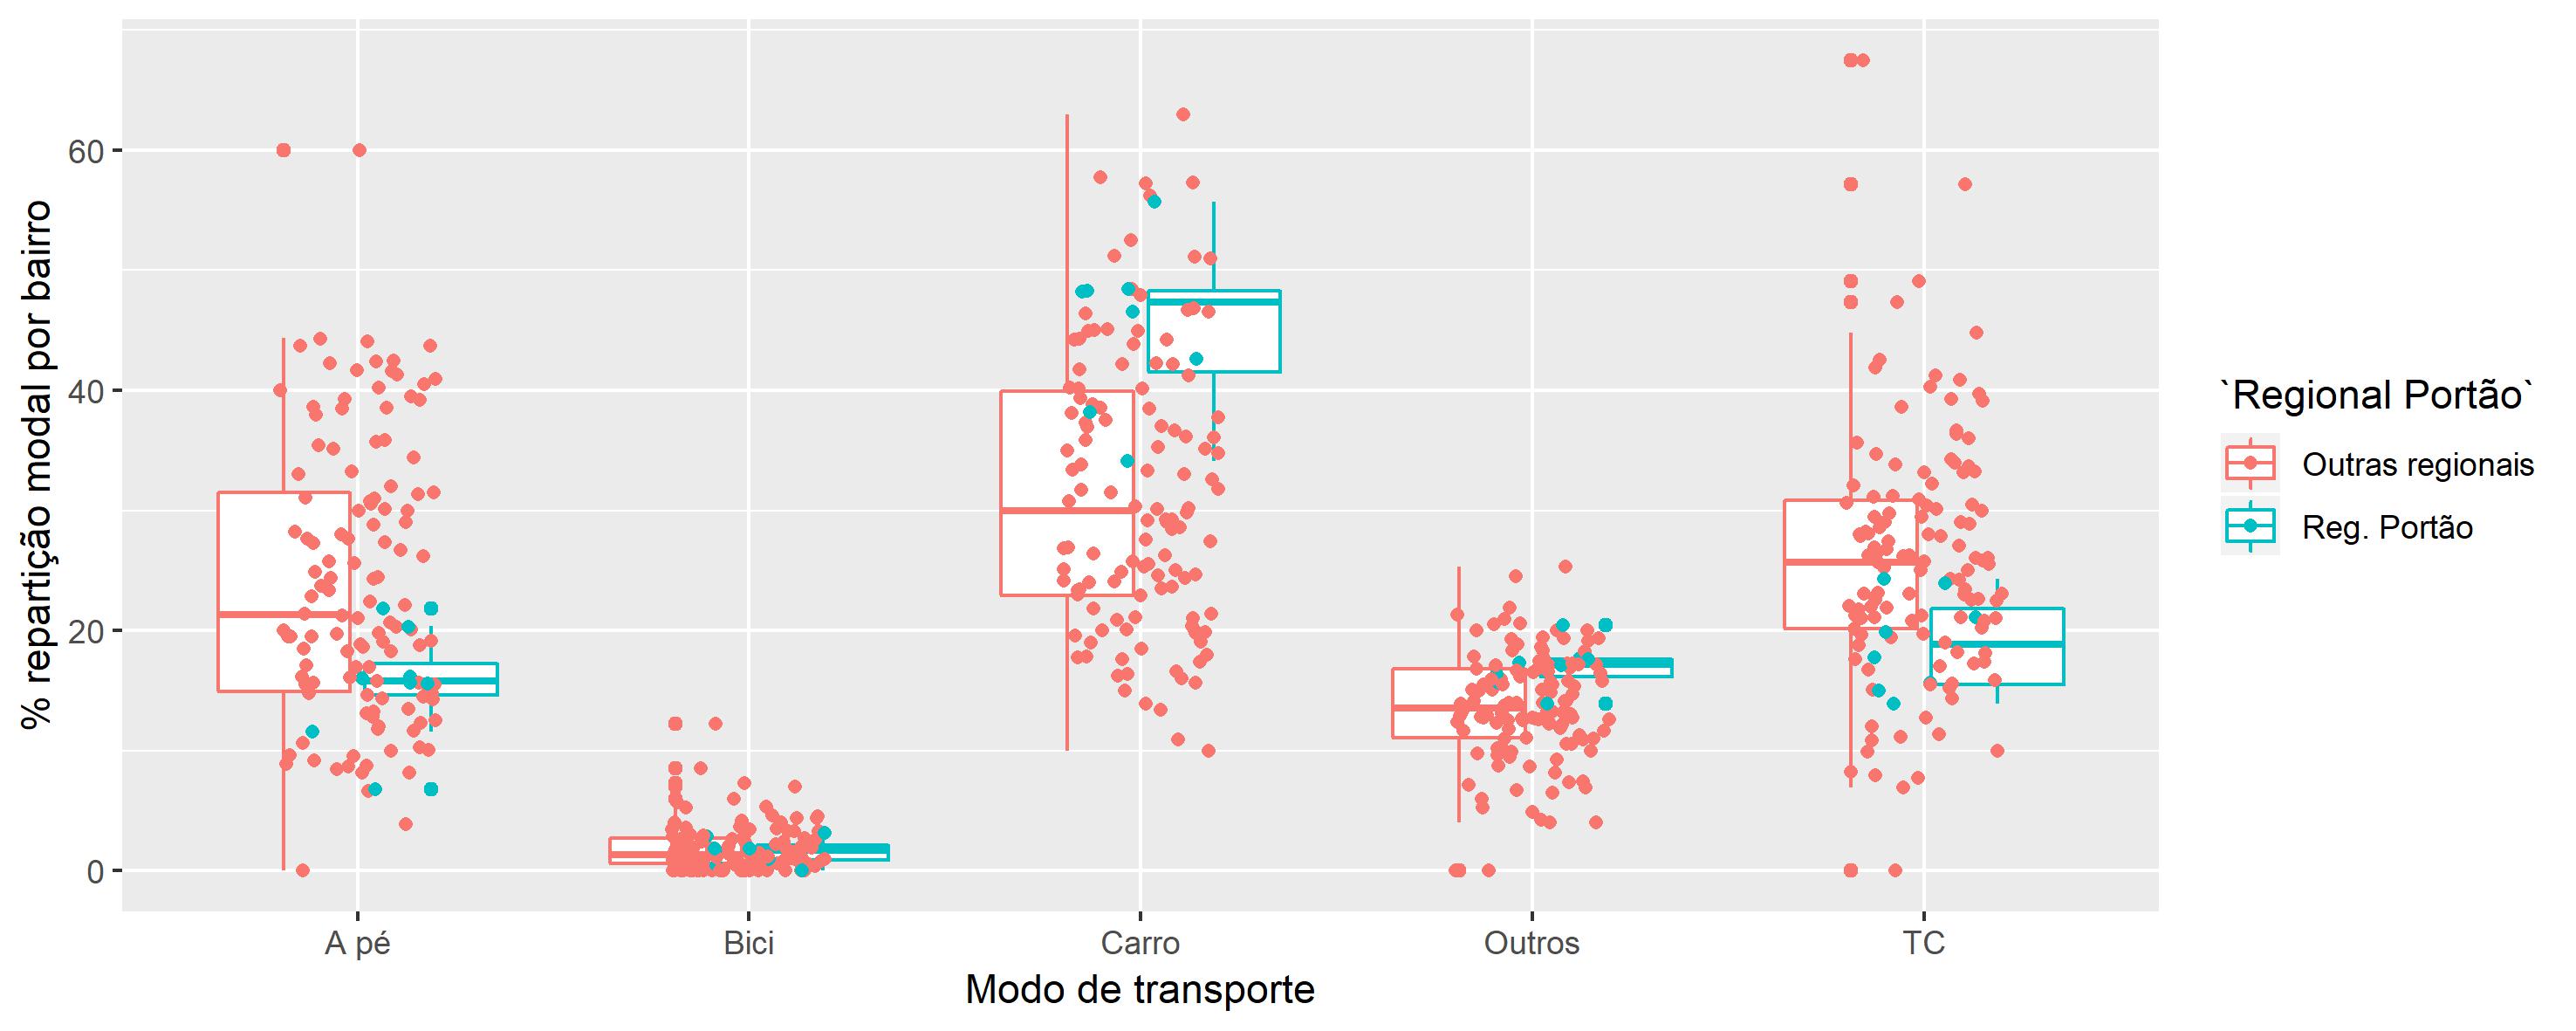 % repartição modal por bairro
60
40
20
0
A pé
Bici
Carro
Outros
TC
Modo de transporte
`Regional Portão`
Outras regionais
Reg. Portão